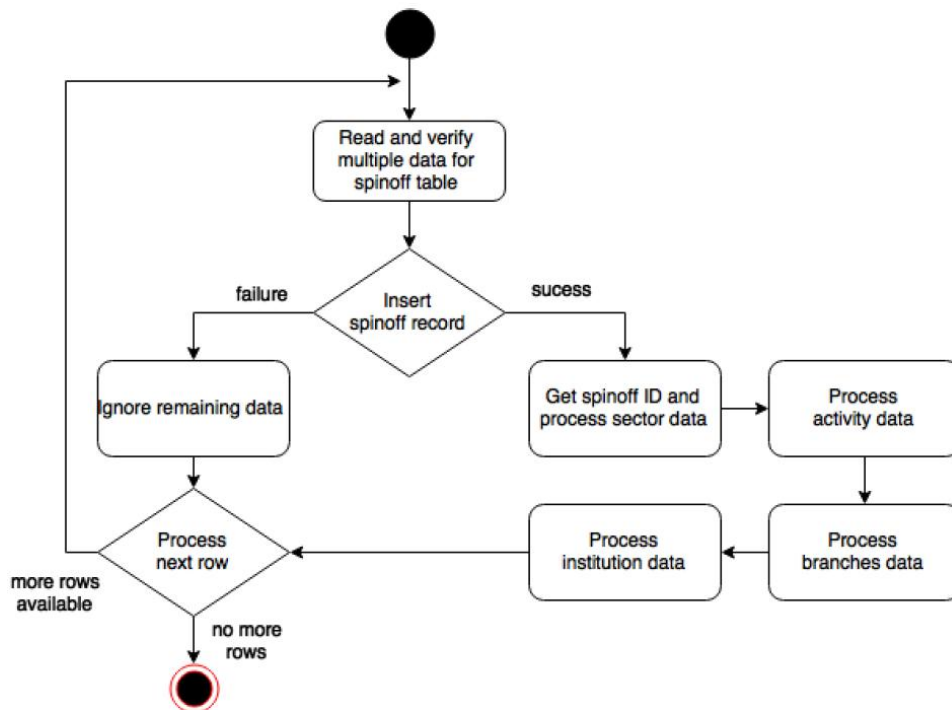 Read and verify
multiple data for
spinoff table
failure
Insert
spinoff record
sucess
Ignore remaining data
Get spinoff ID and
process sector data
Process
activity data
Process
next row
Process
institution data
Process
branches data
more rows
available
no more
rows